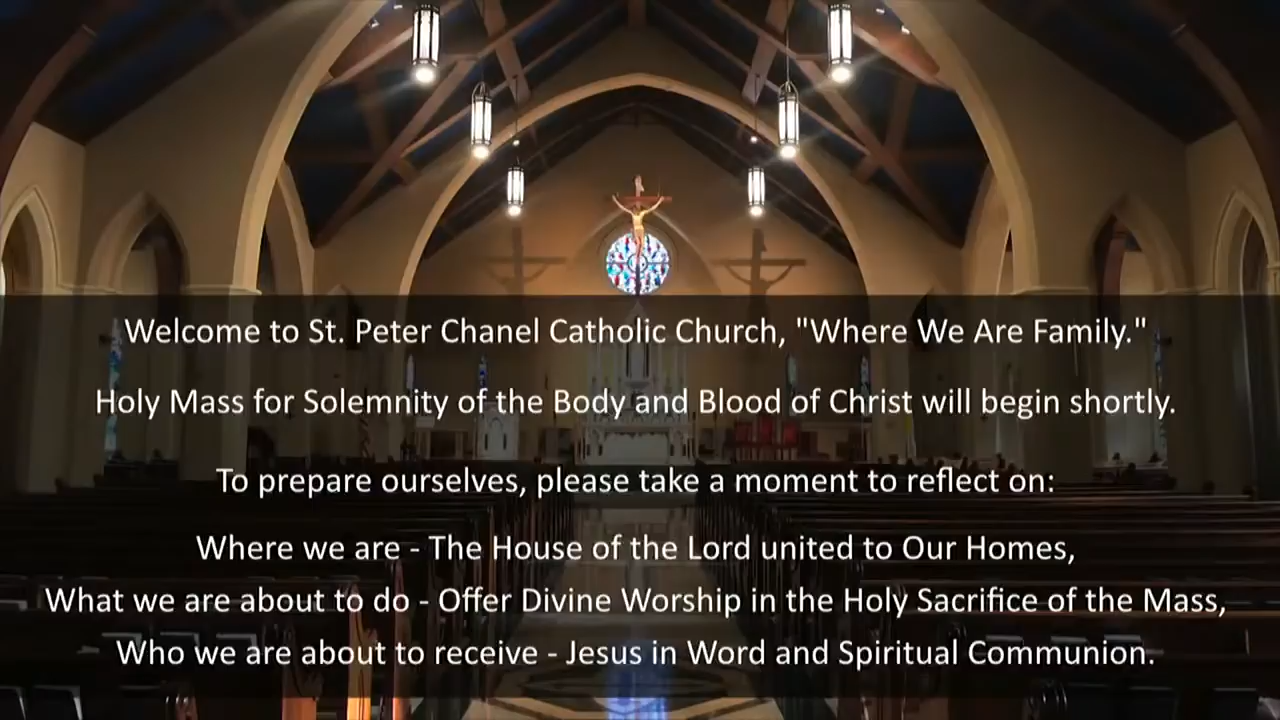 Welcome to St. Peter Chanel Catholic Church, "Where We Are Family."
Holy Mass for Solemnity of the Body and Blood of Christ will begin shortly.
To prepare ourselves, please take a moment to reflect on:
Where we are - The House of the Lord united to Our Homes,
What we are about to do - Offer Divine Worship in the Holy Sacrifice of the Mass,
Who we are about to receive - Jesus in Word and Spiritual Communion.